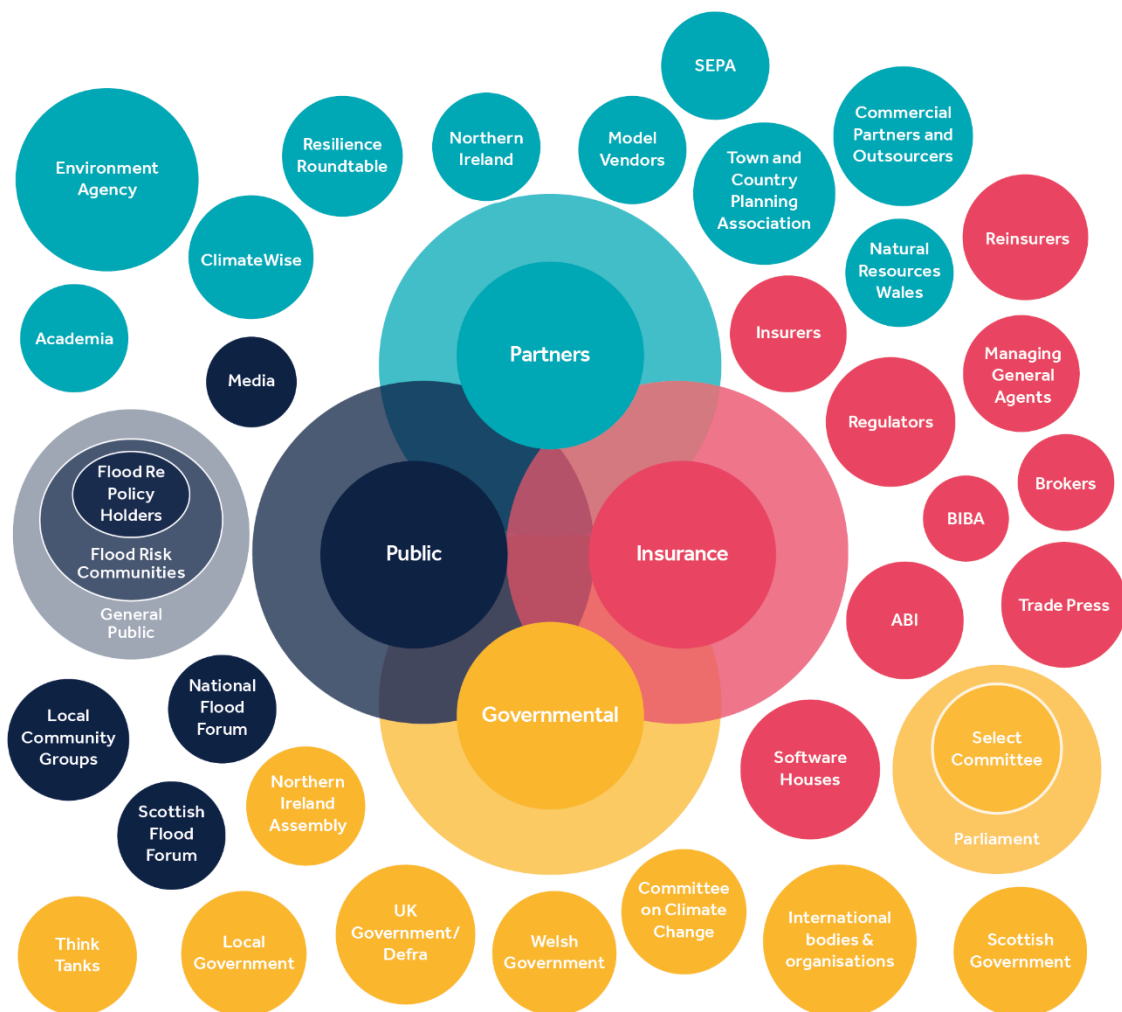 SEPA
Commercial
Partners and
Outsourcers
Environment
Agency
Resilience
Roundtable
Northern
Ireland
Model
Vendors
Town and
Country
Planning
Association
Reinsurers
ClimateWise
Natural
Resources
Wales
Academia
Insurers
Partners
Media
Managing
General
Agents
Regulators
Flood Re
Policy
Holders
Flood Risk
Communities
General
Public
Public
Insurance
Brokers
BIBA
ABI
Trade Press
National
Flood
Forum
Local
Community
Groups
Governmental
Software
Houses
Select
Committee
Parliament
Northern
Ireland
Assembly
Scottish
Flood
Forum
Think
Tanks
Local
Government
UK
Government/
Defra
Welsh
Government
Committee
on Climate
Change
International
bodies &
organisations
Scottish
Government